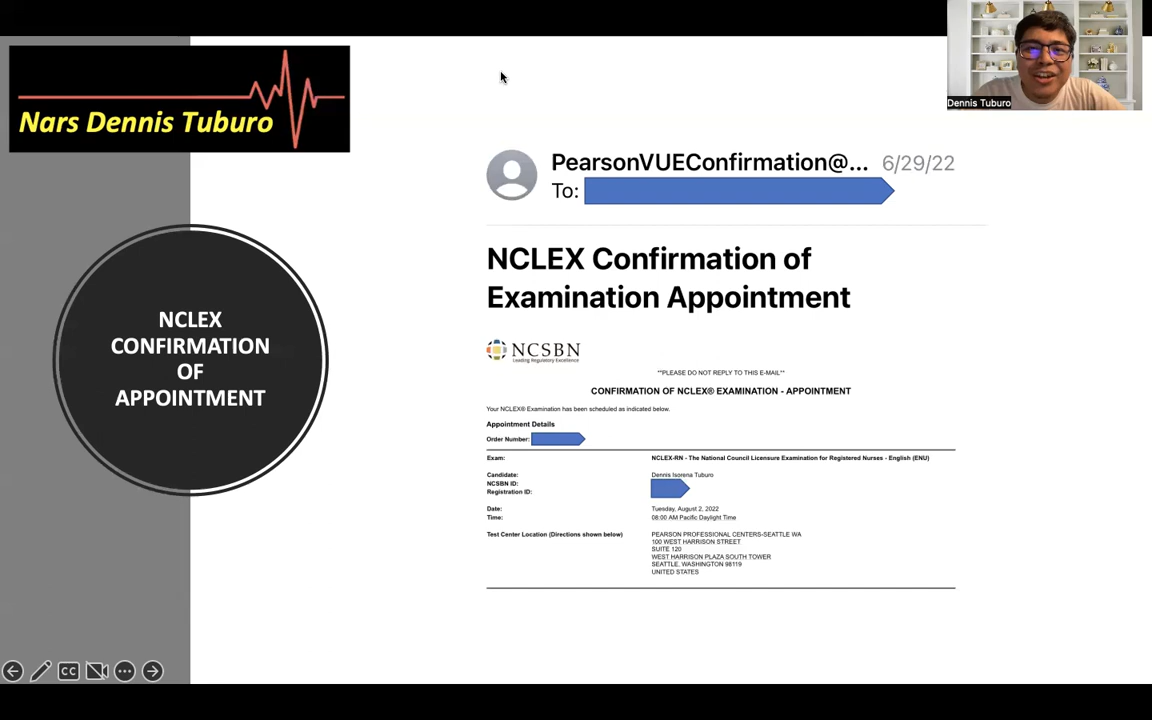 Nars Dennis Tuburo
NCLEX
CONFIRMATION
OF
APPOINTMENT
Dennis Tuburo
PearsonVUEConfirmation@... 6/29/22
To:
NCLEX Confirmation of
Examination Appointment
NCSBN
Leading Regulatory Excellence
**PLEASE DO NOT REPLY TO THIS E-MAIL**
CONFIRMATION OF NCLEX® EXAMINATION - APPOINTMENT
Your NCLEX® Examination has been scheduled as indicated below.
Appointment Details
Order Number:
Exam: NCLEX-RN - The National Council Licensure Examination for Registered Nurses - English (ENU)
Candidate: Dennis Isorena Tuburo
NCSBN ID:
Registration ID:
Date: Tuesday, August 2, 2022
Time: 08:00 AM Pacific Daylight Time
Test Center Location (Directions shown below) PEARSON PROFESSIONAL CENTERS-SEATTLE WA
100 WEST HARRISON STREET
SUITE 120
WEST HARRISON PLAZA SOUTH TOWER
SEATTLE, WASHINGTON 98119
UNITED STATES
CC